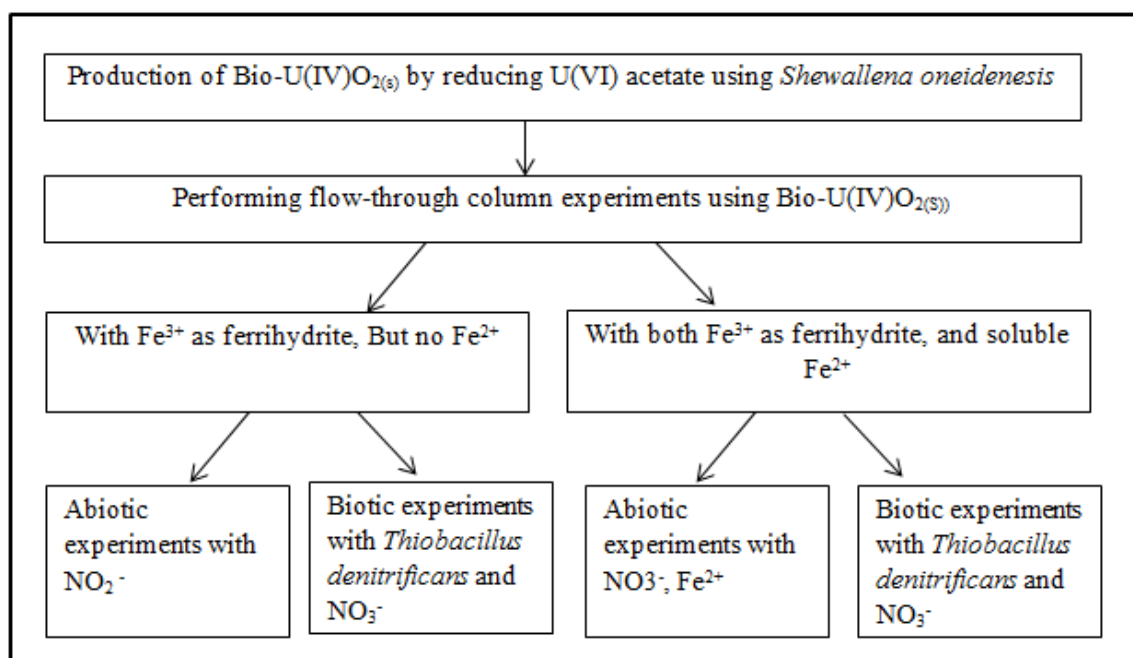 Production of Bio-U(IV)O2(s) by reducing U(VI) acetate using Shewallena oneidenesis
Performing flow-through column experiments using Bio-U(IV)O2(S))
With Fe3+ as ferrihydrite, But no Fe2+
With both Fe3+ as ferrihydrite, and soluble
Fe2+
Abiotic
experiments with
NO2 -
Biotic experiments
with Thiobacillus
denitrificans and
NO3-
Abiotic
experiments with
NO3-, Fe2+
Biotic experiments
with Thiobacillus
denitrificans and
NO3-